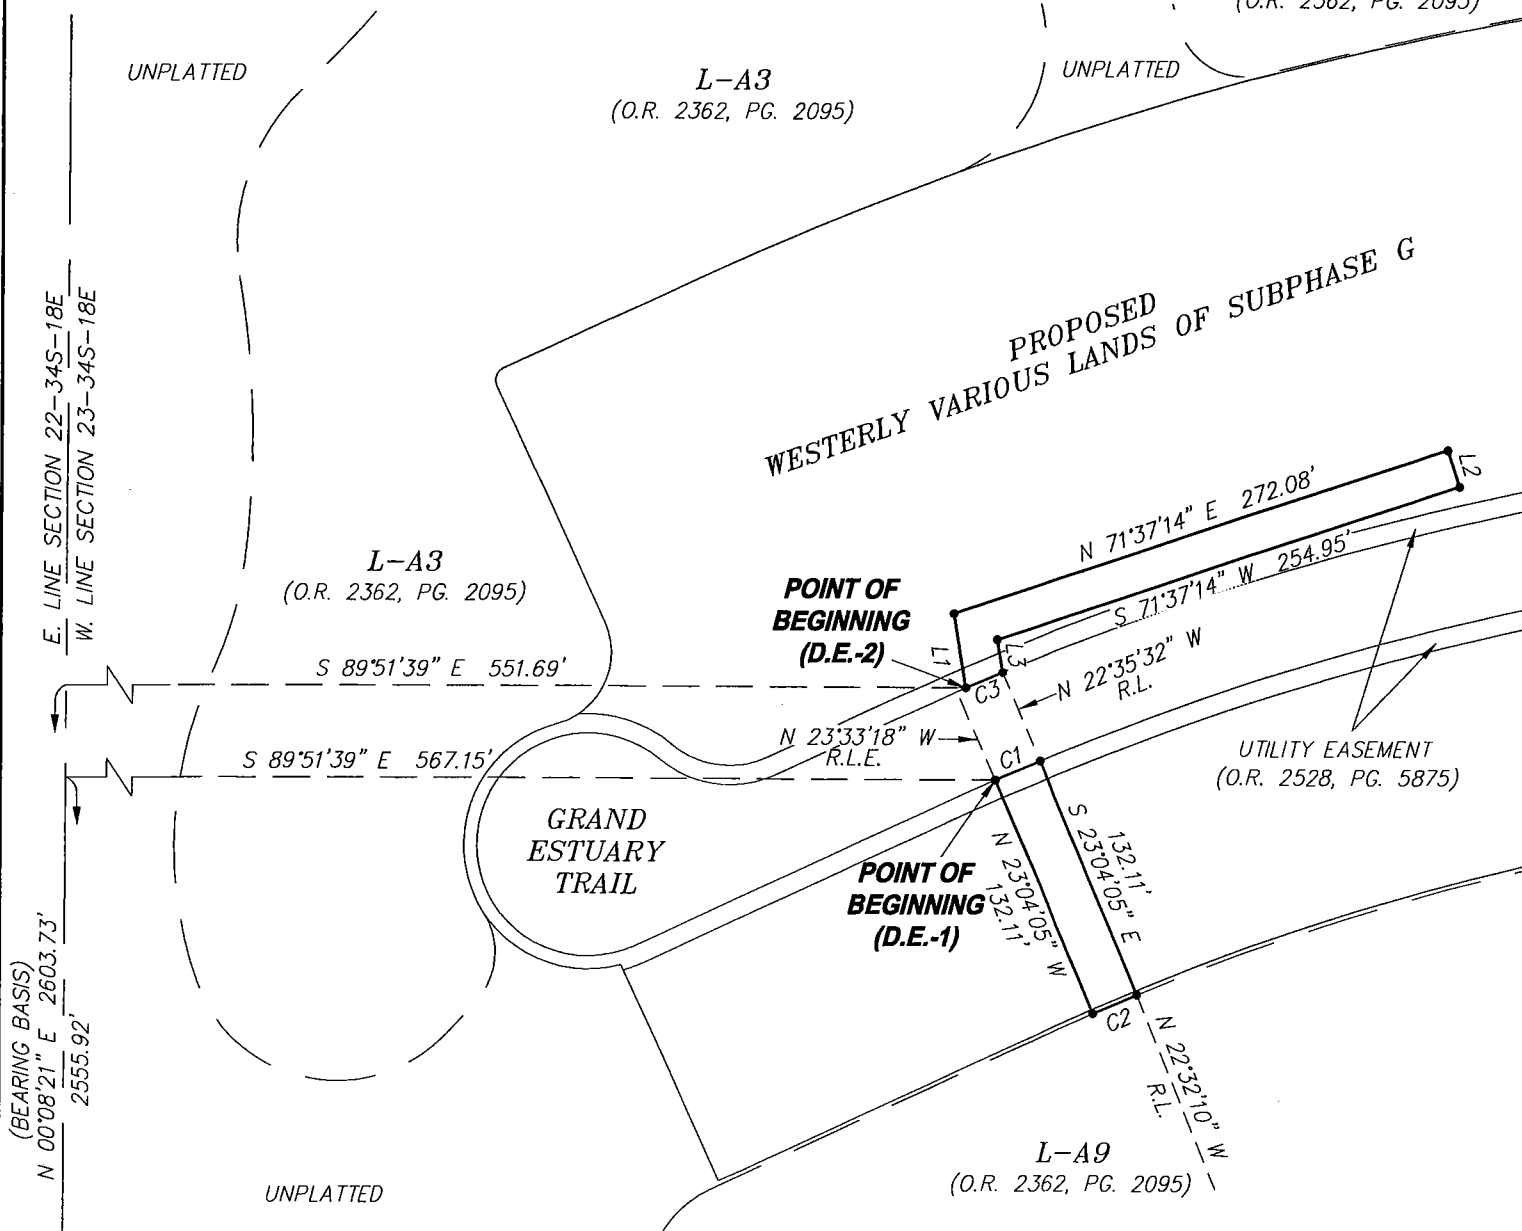 (O.R. 2362, PG. 2095)
UNPLATTED
L-A3
(O.R. 2362, PG. 2095)
UNPLATTED
PROPOSED
WESTERLY VARIOUS LANDS OF SUBPHASE G
E. LINE SECTION 22-34S-18E
W. LINE SECTION 23-34S-18E
L-A3
(O.R. 2362, PG. 2095)
L2
N 71°37'14" E 272.08'
S 71°37'14" W 254.95'
POINT OF
BEGINNING
(D.E.-2)
L1
L3
C3
N 22°35'32" W
R.L.
S 89°51'39" E 551.69'
N 23°33'18" W
R.L.E.
S 89°51'39" E 567.15'
C1
UTILITY EASEMENT
(O.R. 2528, PG. 5875)
GRAND
ESTUARY
TRAIL
POINT OF
BEGINNING
(D.E.-1)
N 23°04'05" W
132.11'
132.11'
S 23°04'05" E
C2
N 22°32'10" W
R.L.
(BEARING BASIS)
N 00°08'21" E 2603.73'
2555.92'
L-A9
(O.R. 2362, PG. 2095)
UNPLATTED